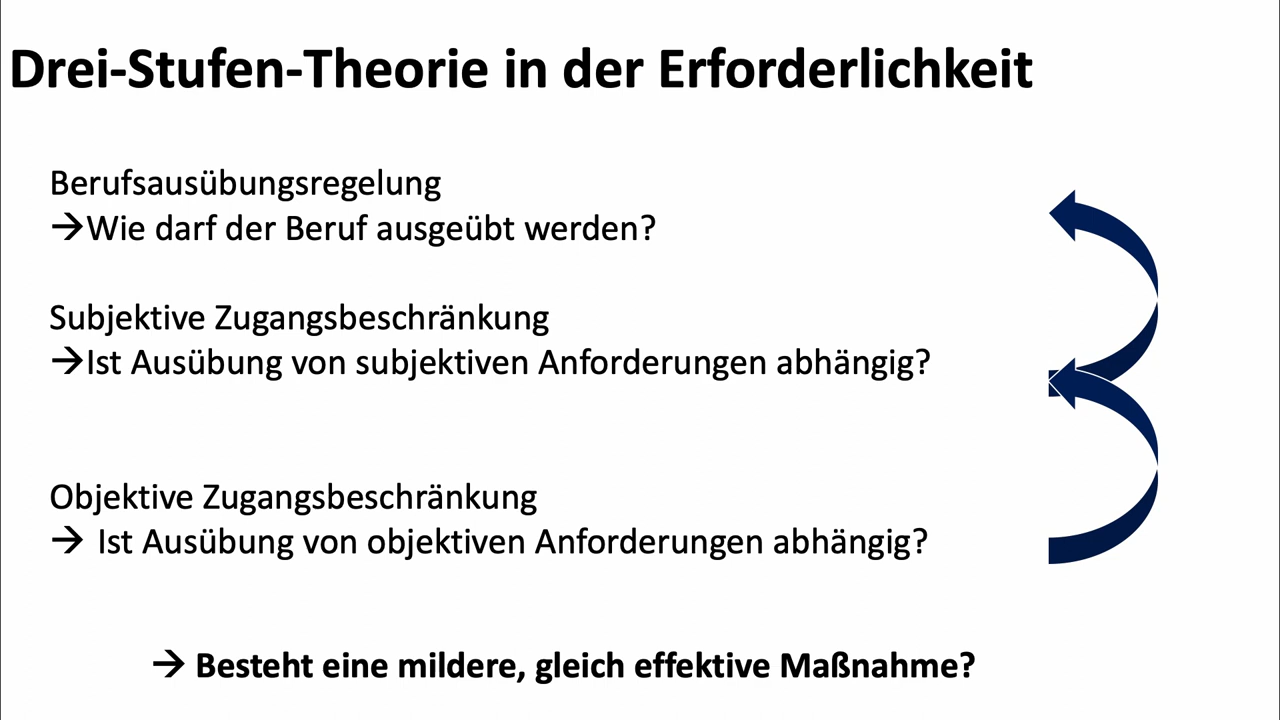 Drei-Stufen-Theorie in der Erforderlichkeit
Berufsausübungsregelung
→Wie darf der Beruf ausgeübt werden?
Subjektive Zugangsbeschränkung
→Ist Ausübung von subjektiven Anforderungen abhängig?
Objektive Zugangsbeschränkung
→ Ist Ausübung von objektiven Anforderungen abhängig?
→ Besteht eine mildere, gleich effektive Maßnahme?